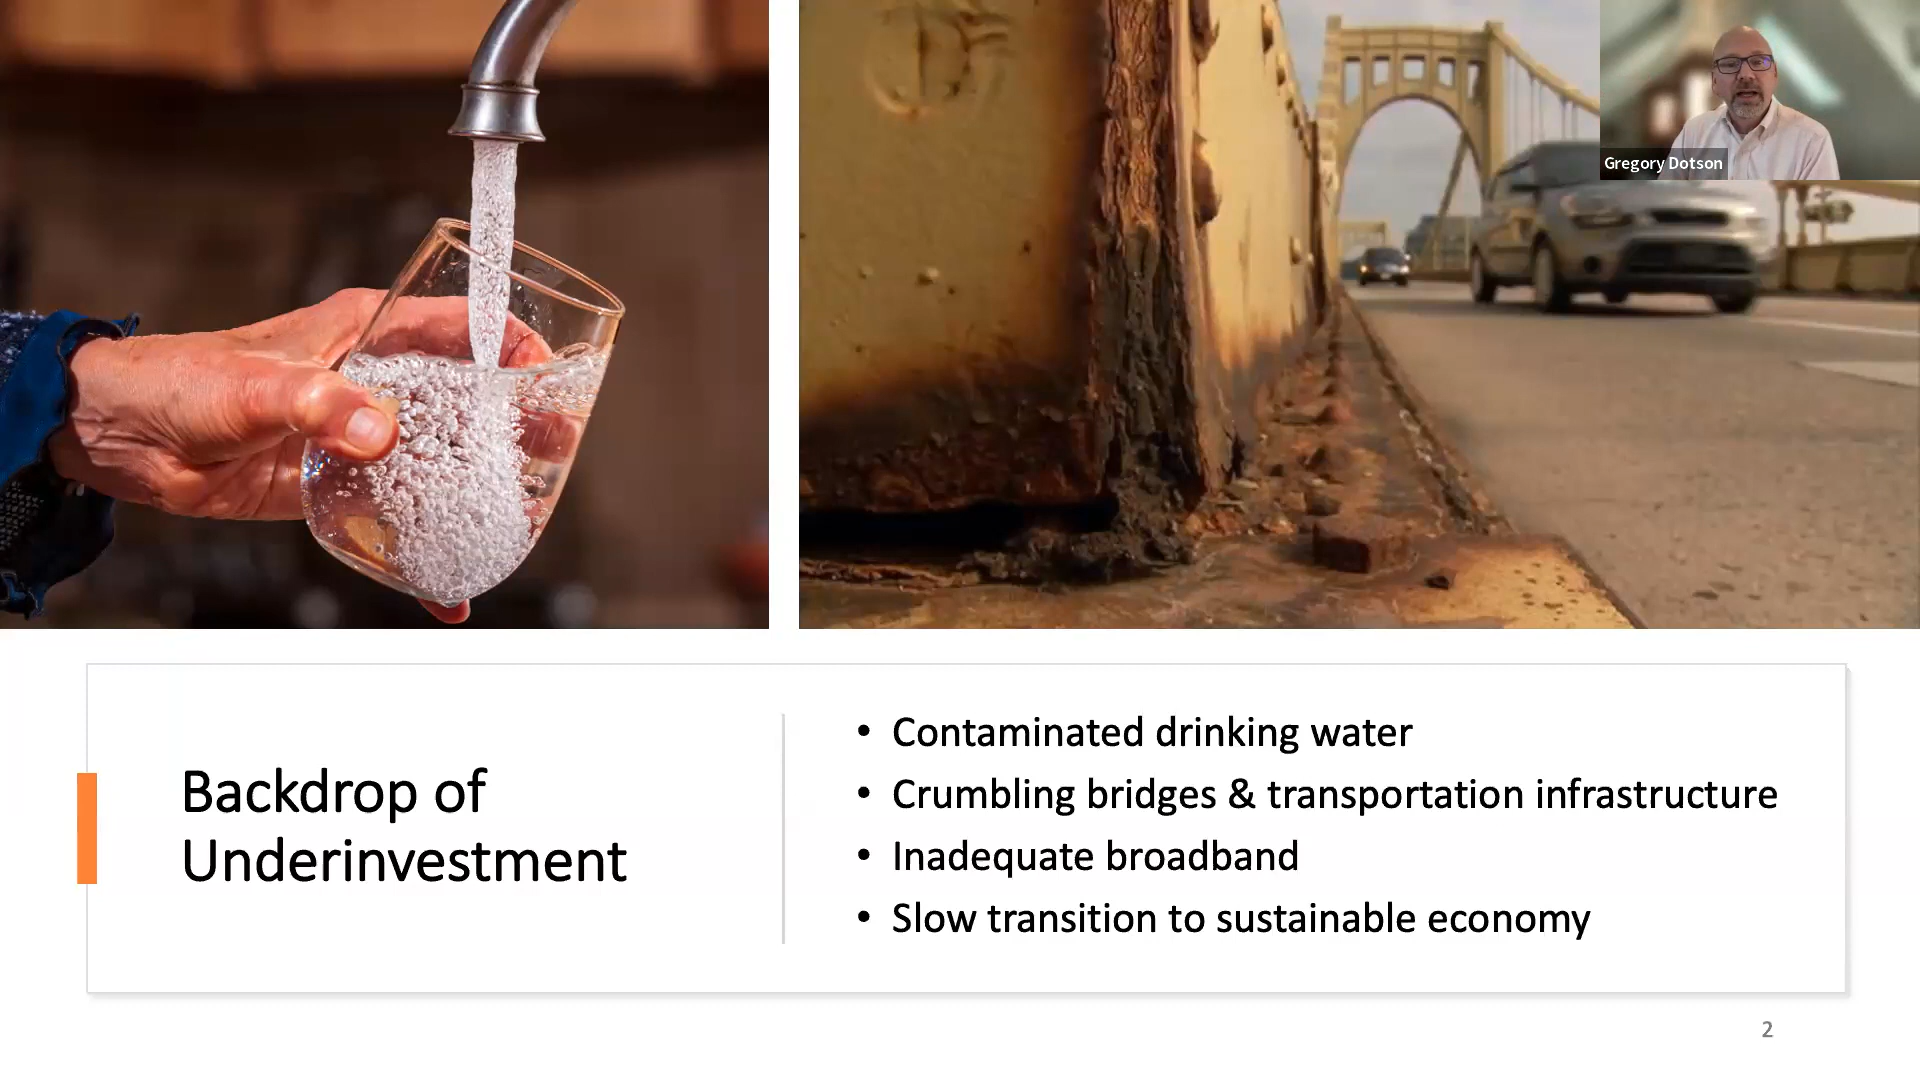 Gregory Dotson
Backdrop of
Underinvestment
• Contaminated drinking water
• Crumbling bridges & transportation infrastructure
• Inadequate broadband
• Slow transition to sustainable economy
2